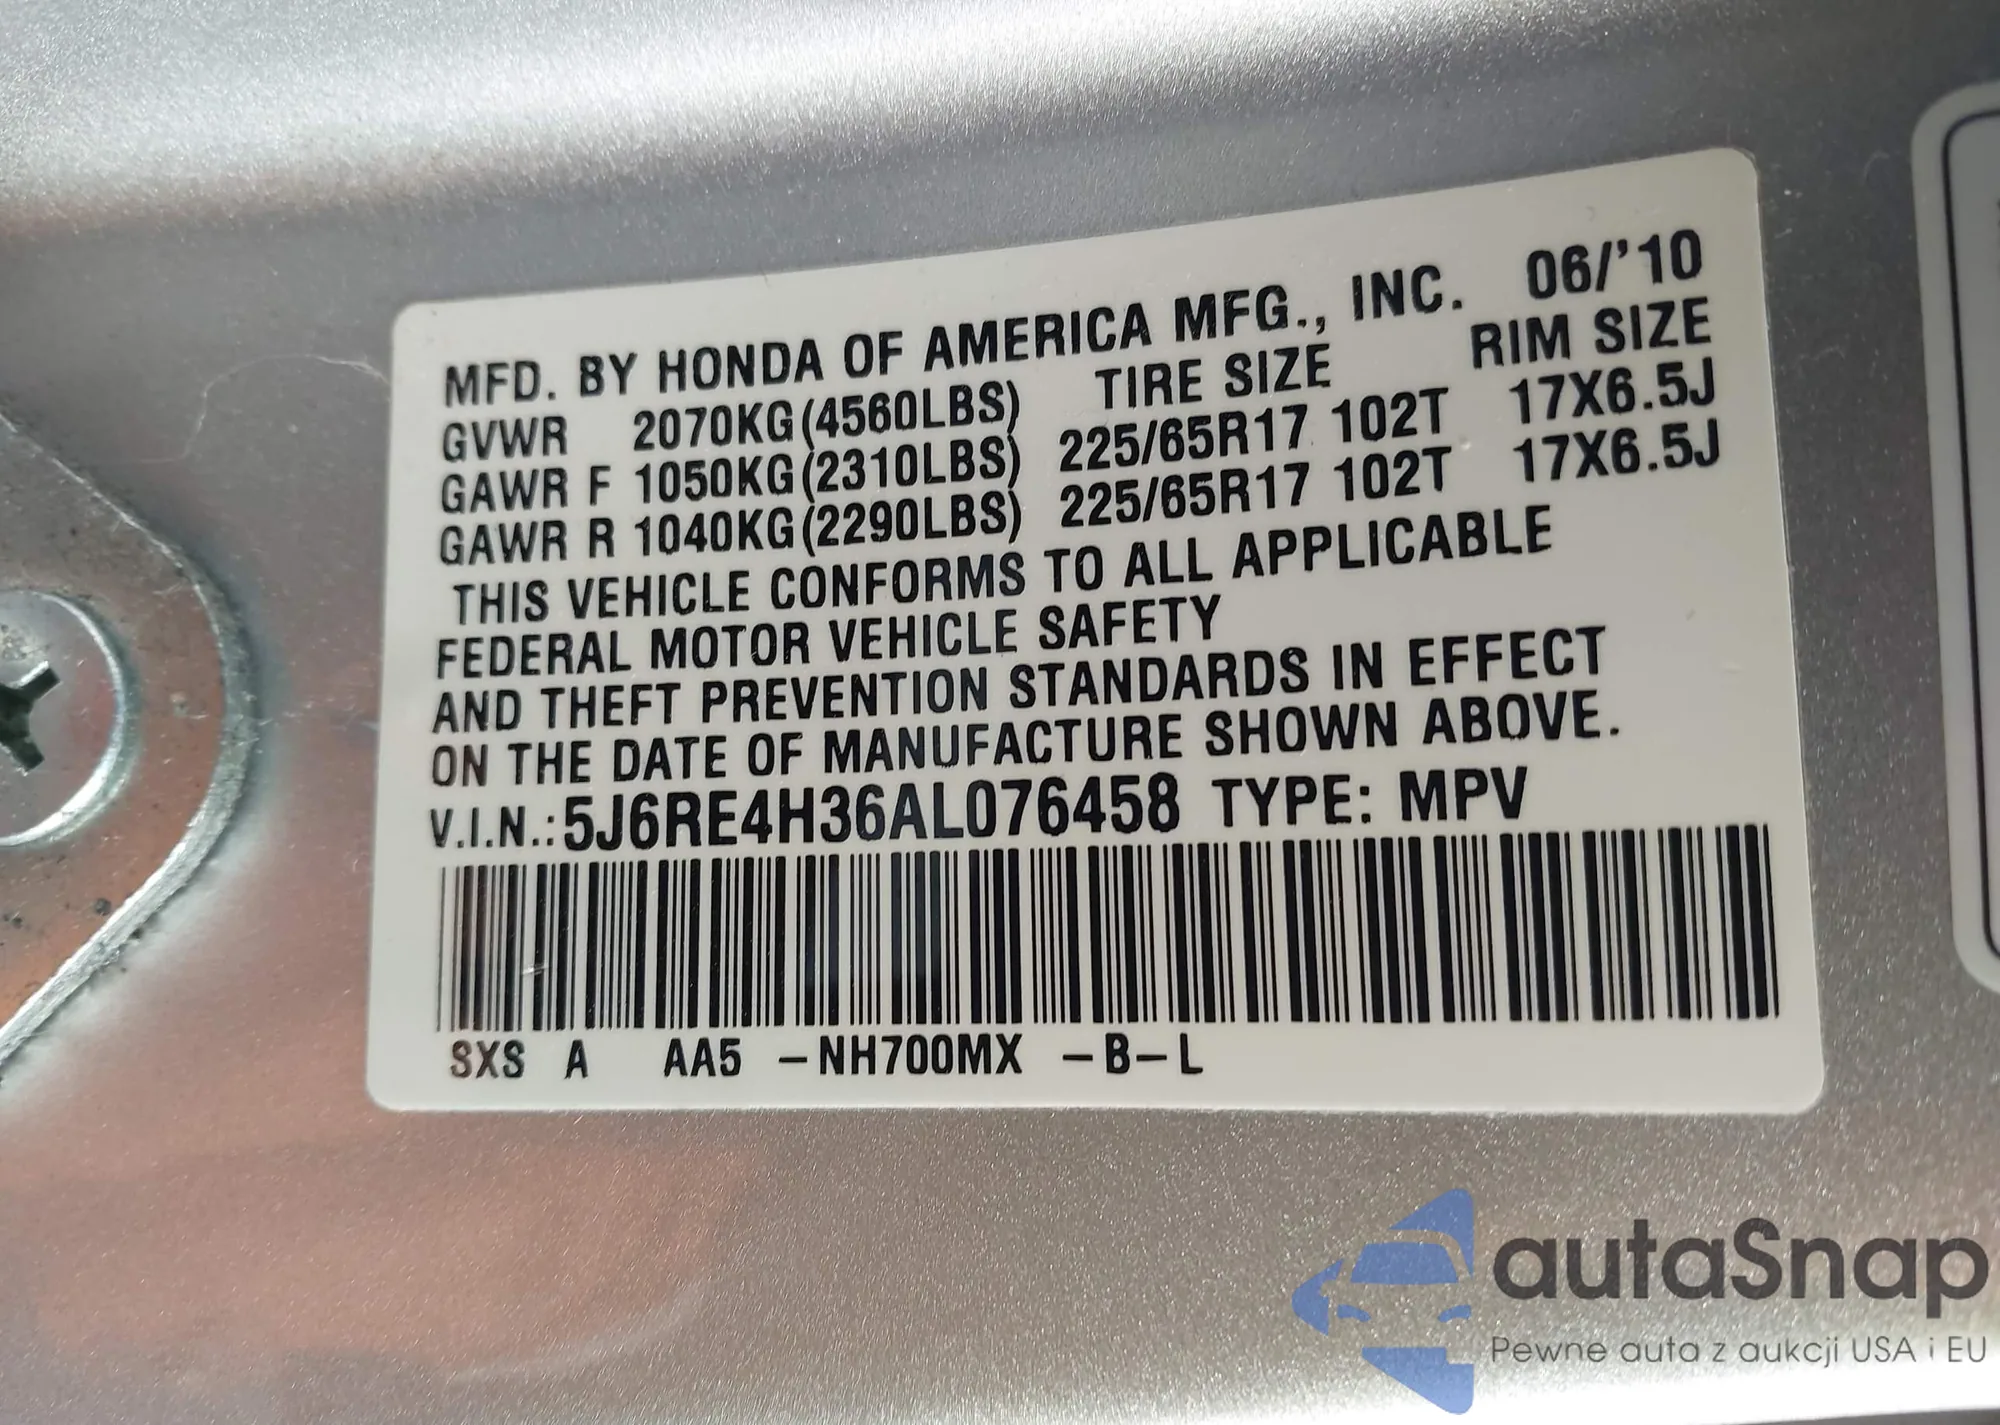 MFD. BY HONDA OF AMERICA MFG., INC. 06/'10
GVWR 2070KG(4560LBS) TIRE SIZE RIM SIZE
GAWR F 1050KG(2310LBS) 225/65R17 102T 17X6.5J
GAWR R 1040KG(2290LBS) 225/65R17 102T 17X6.5J
THIS VEHICLE CONFORMS TO ALL APPLICABLE
FEDERAL MOTOR VEHICLE SAFETY
AND THEFT PREVENTION STANDARDS IN EFFECT
ON THE DATE OF MANUFACTURE SHOWN ABOVE.
V.I.N.:5J6RE4H36AL076458 TYPE: MPV
SXS A AA5 -NH700MX -B-L
autaSnap
Pewne auta z aukcji USA i EU